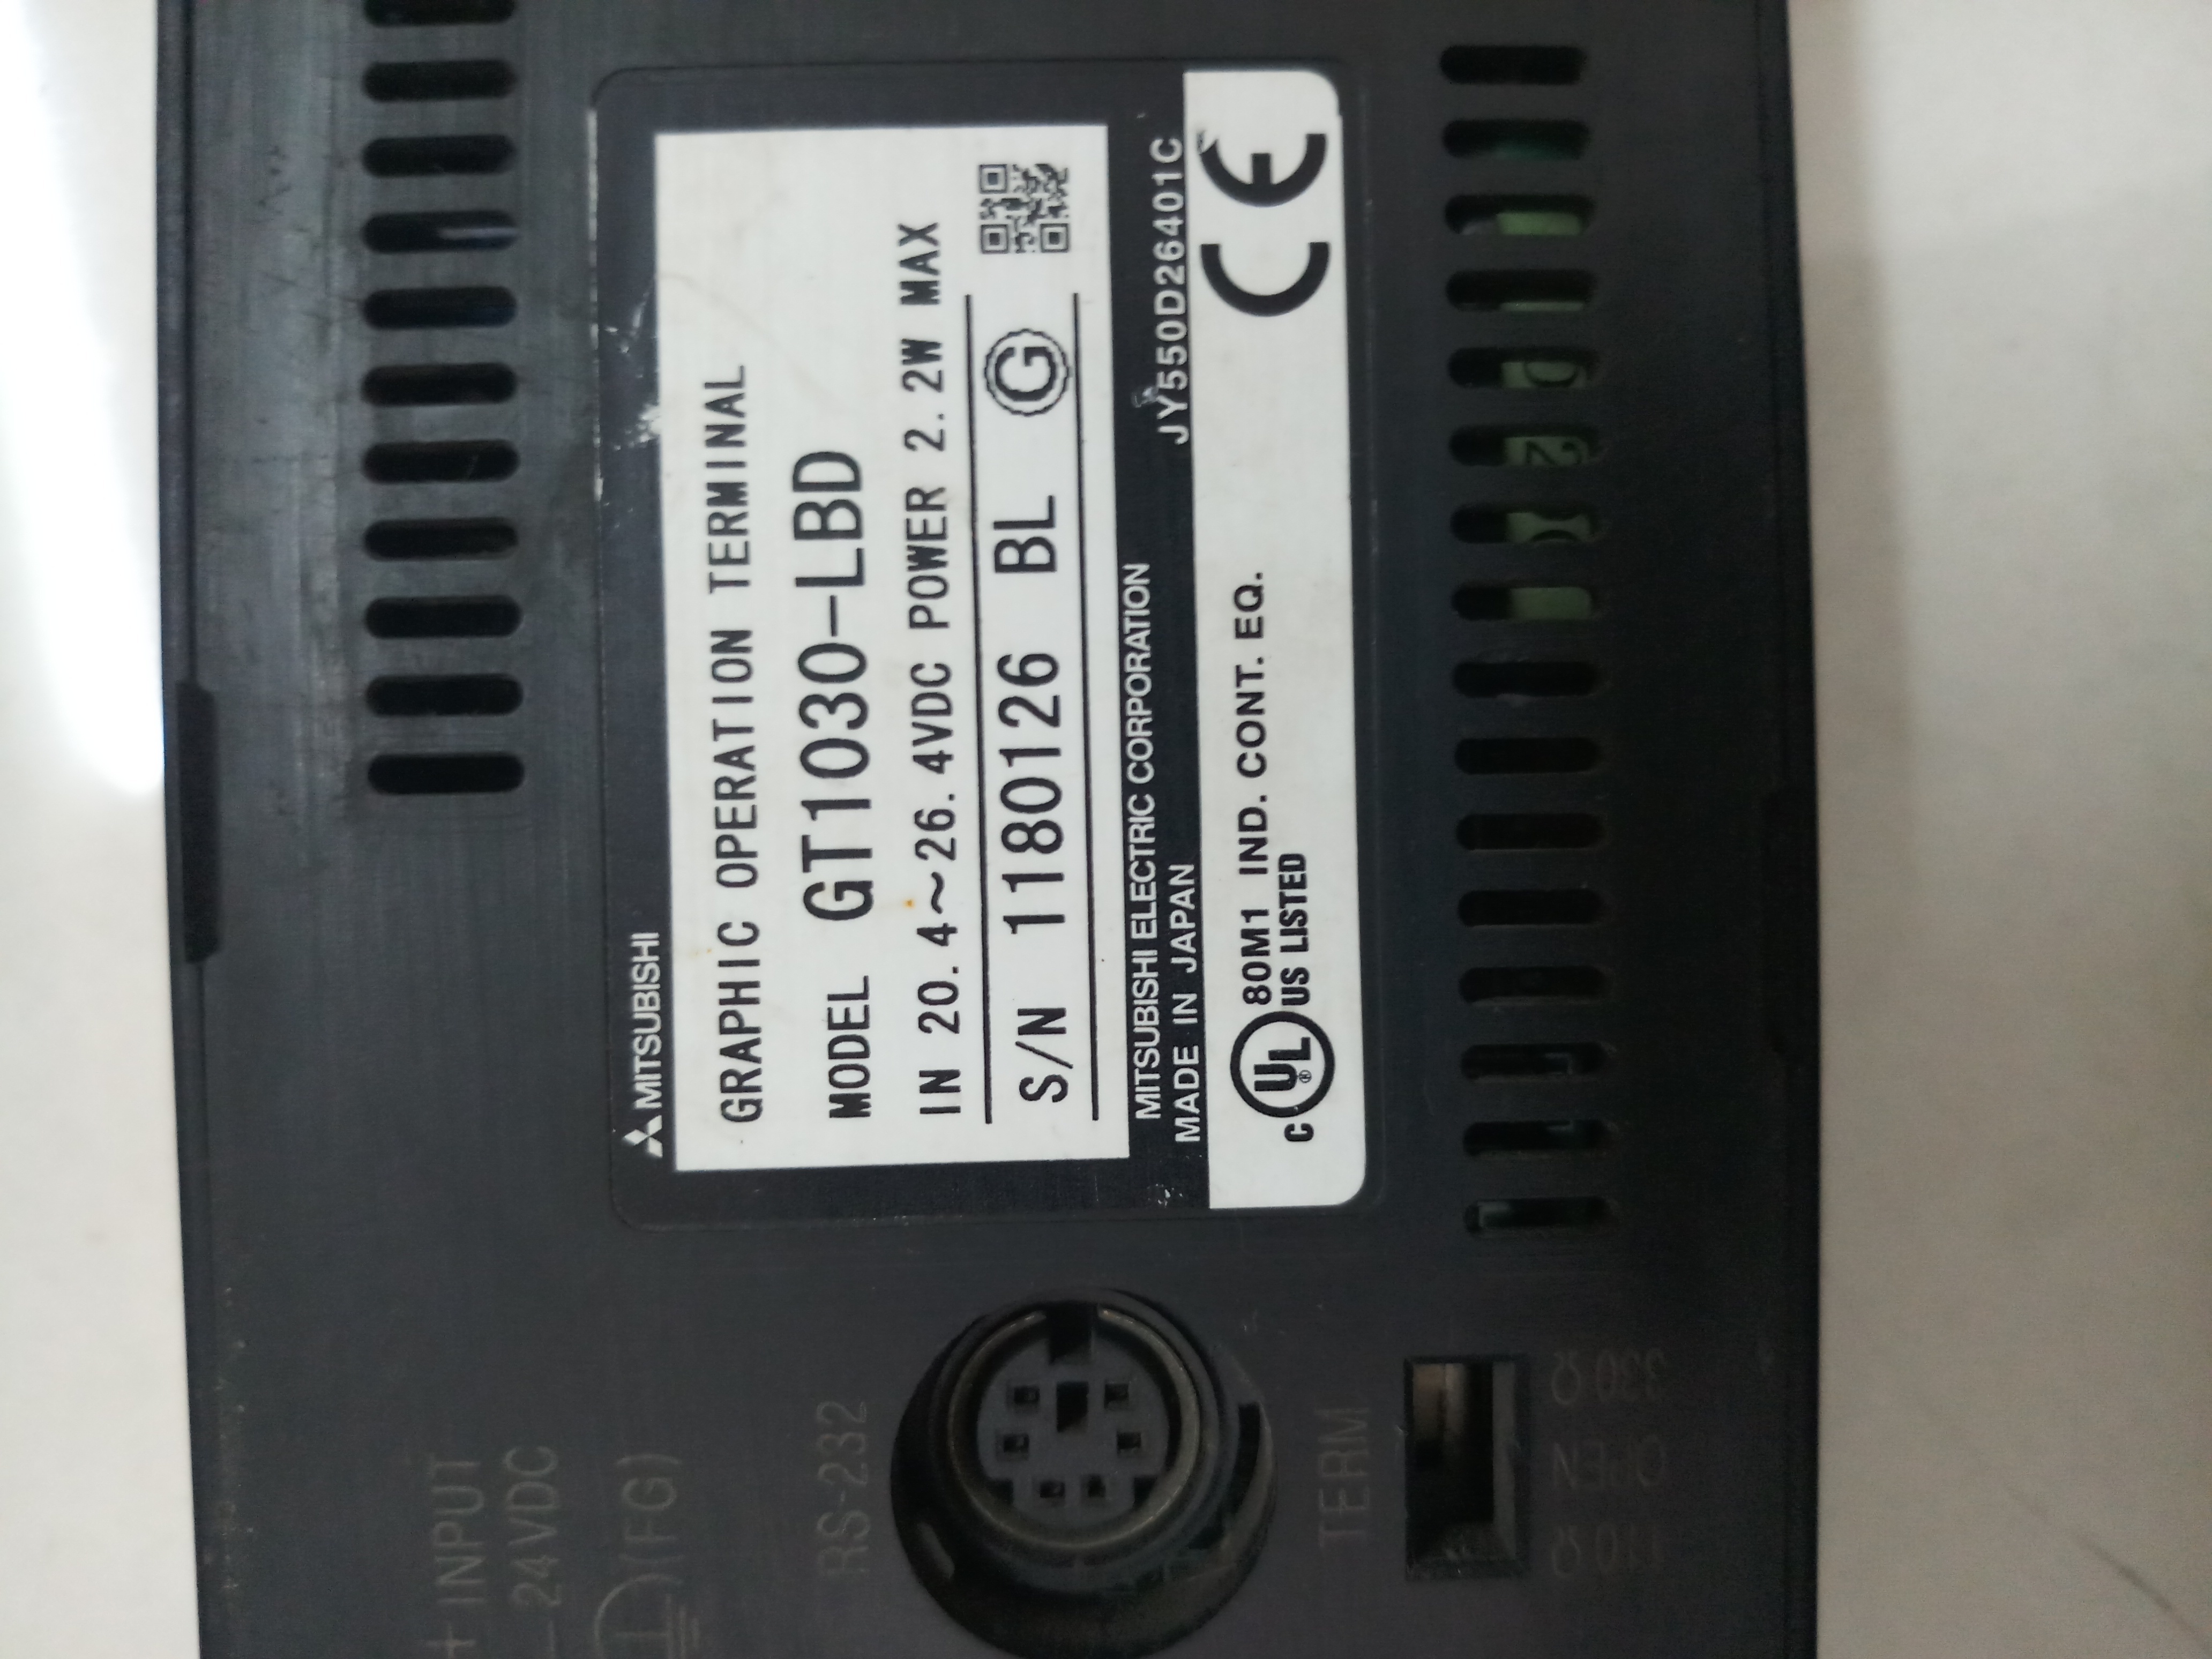 MITSUBISHI
GRAPHIC OPERATION TERMINAL
MODEL GT1030-LBD
IN 20.4~26.4VDC POWER 2.2W MAX
S/N 1180126 BL G
MITSUBISHI ELECTRIC CORPORATION
MADE IN JAPAN
JY550D26401C
C UL ® 80M1 IND. CONT. EQ.
US LISTED
CE
+ INPUT
- 24VDC
(FG)
RS-232
TERM
330Ω
OPEN
110Ω